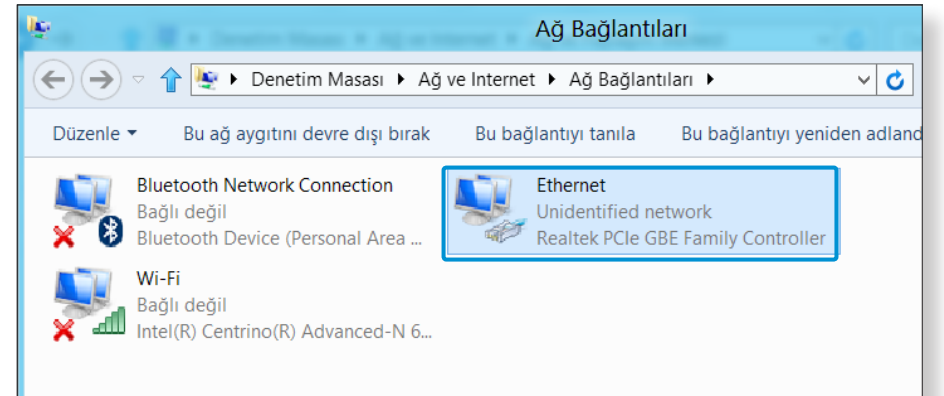 Ağ Bağlantıları
Denetim Masası Ağ ve Internet Ağ Bağlantıları
Düzenle Bu ağ aygıtını devre dışı bırak Bu bağlantıyı tanıla Bu bağlantıyı yeniden adland
Bluetooth Network Connection
Bağlı değil
Bluetooth Device (Personal Area ...
Ethernet
Unidentified network
Realtek PCIe GBE Family Controller
Wi-Fi
Bağlı değil
Intel(R) Centrino(R) Advanced-N 6...